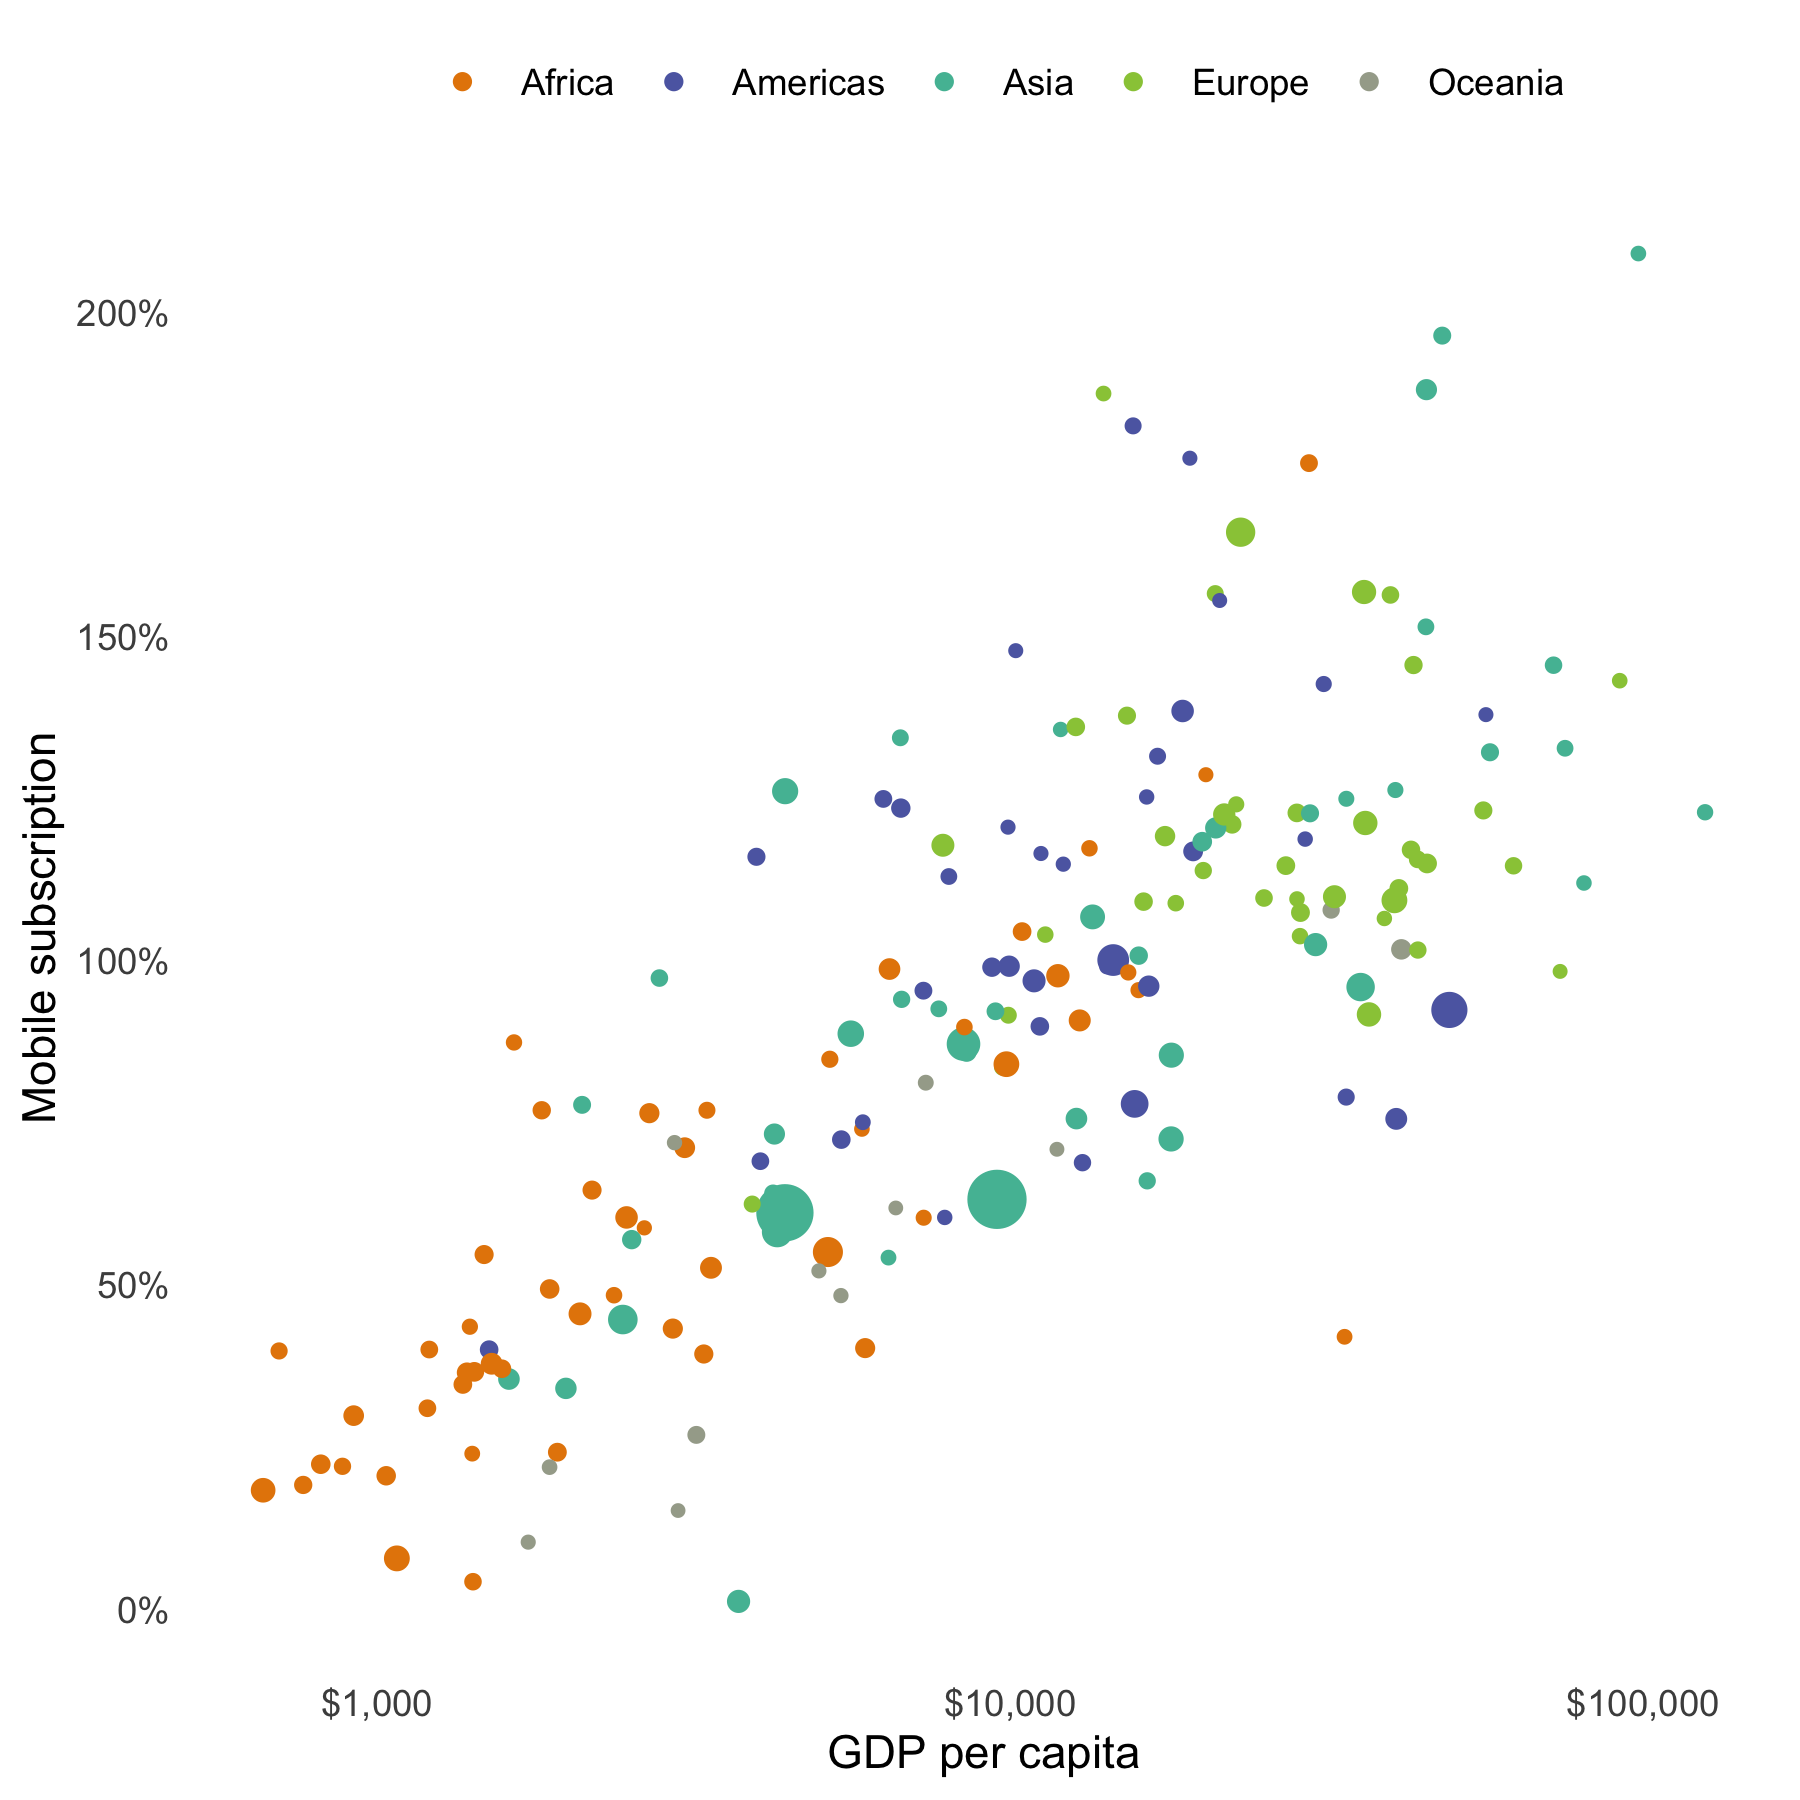 Africa Americas Asia Europe Oceania
200%
150%
100%
50%
0%
Mobile subscription
$1,000 $10,000 $100,000
GDP per capita